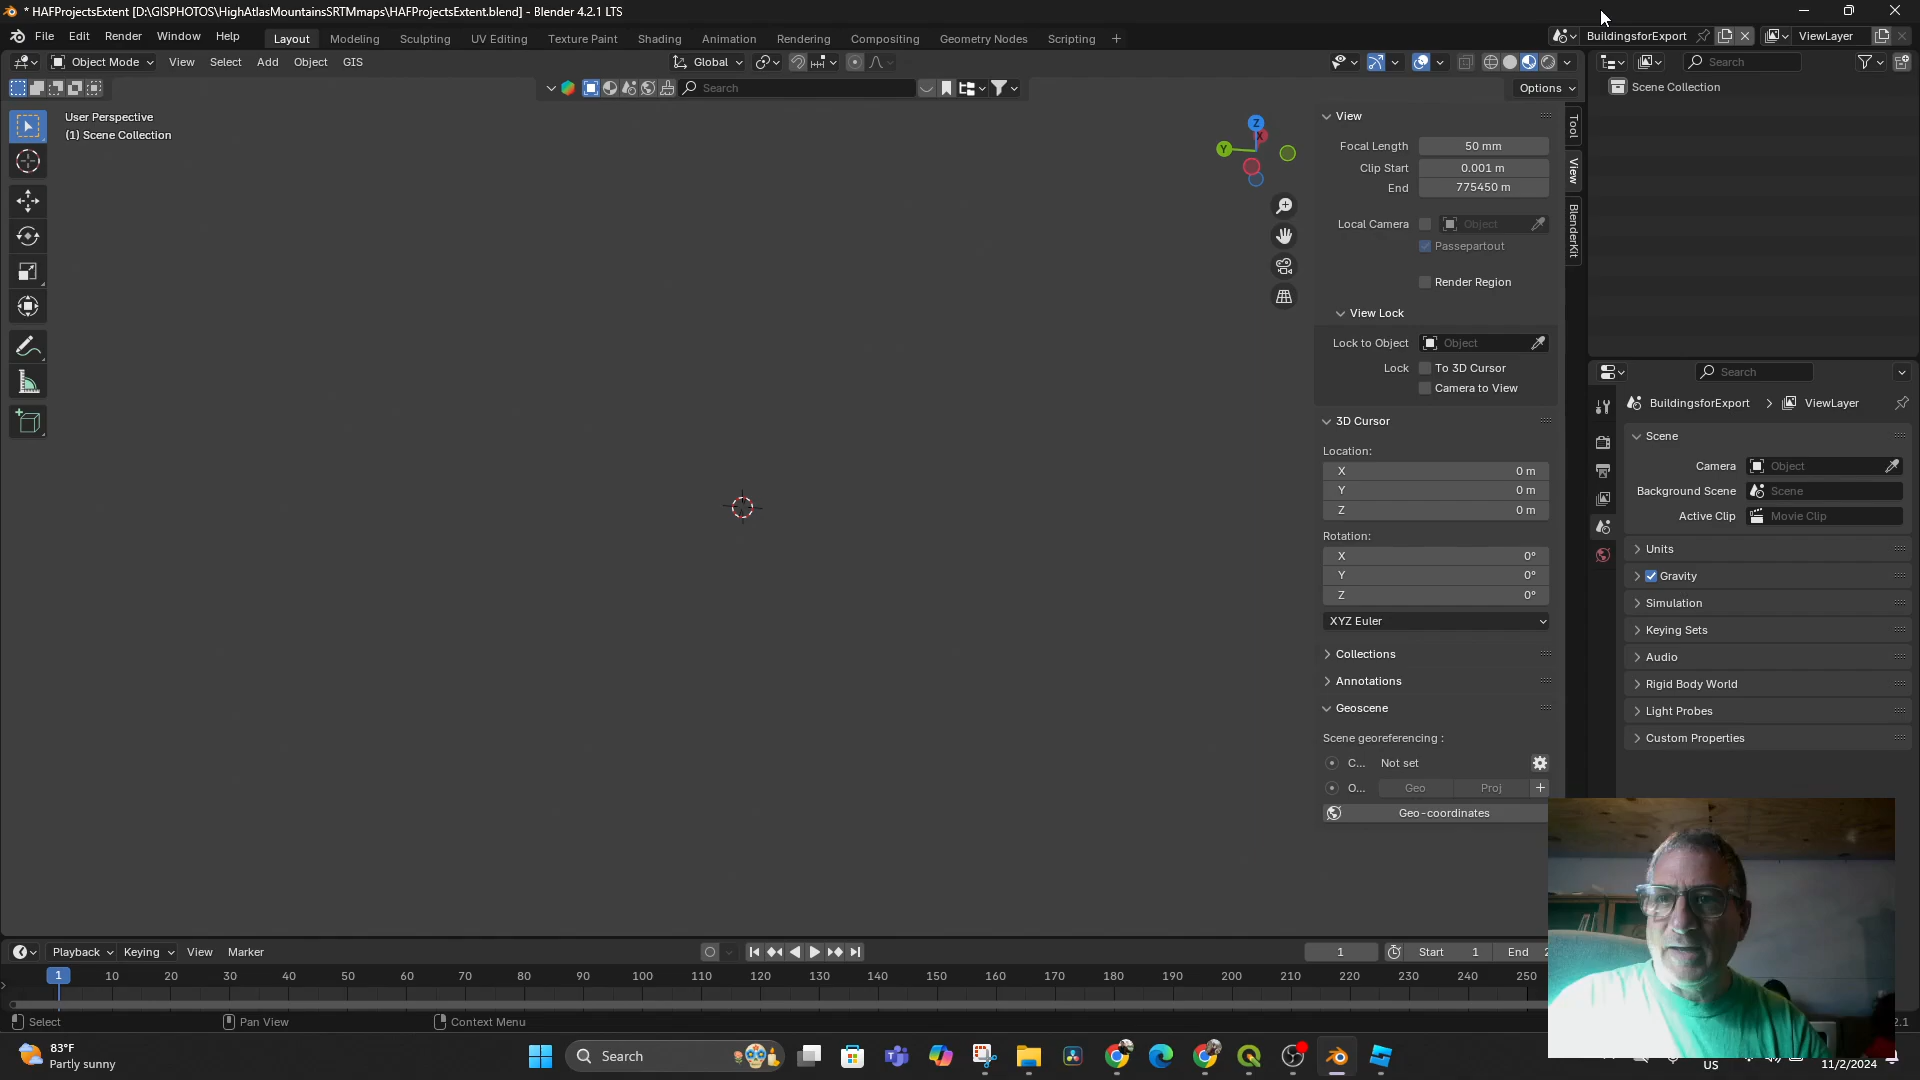 * HAFProjectsExtent [D:\GISPHOTOS\HighAtlasMountainsSRTMmaps\HAFProjectsExtent.blend] - Blender 4.2.1 LTS
File Edit Render Window Help Layout Modeling Sculpting UV Editing Texture Paint Shading Animation Rendering Compositing Geometry Nodes Scripting + BuildingsforExport ViewLayer
Object Mode View Select Add Object GIS Global Search
Search Options
Scene Collection
User Perspective
(1) Scene Collection
Z
X
Y
View
Focal Length 50 mm
Clip Start 0.001 m
End 775450 m
Local Camera Object
Passepartout
Render Region
View Lock
Lock to Object Object
Lock To 3D Cursor
Camera to View
3D Cursor
Location:
X 0 m
Y 0 m
Z 0 m
Rotation:
X 0°
Y 0°
Z 0°
XYZ Euler
Collections
Annotations
Geoscene
Scene georeferencing :
C... Not set
O... Geo Proj +
Geo-coordinates
Tool
View
BlenderKit
Search
BuildingsforExport > ViewLayer
Scene
Camera Object
Background Scene Scene
Active Clip Movie Clip
Units
Gravity
Simulation
Keying Sets
Audio
Rigid Body World
Light Probes
Custom Properties
Playback Keying View Marker 1 Start 1 End 2
1 10 20 30 40 50 60 70 80 90 100 110 120 130 140 150 160 170 180 190 200 210 220 230 240 250
Select Pan View Context Menu 2.1
83°F
Partly sunny
Search
US
11/2/2024